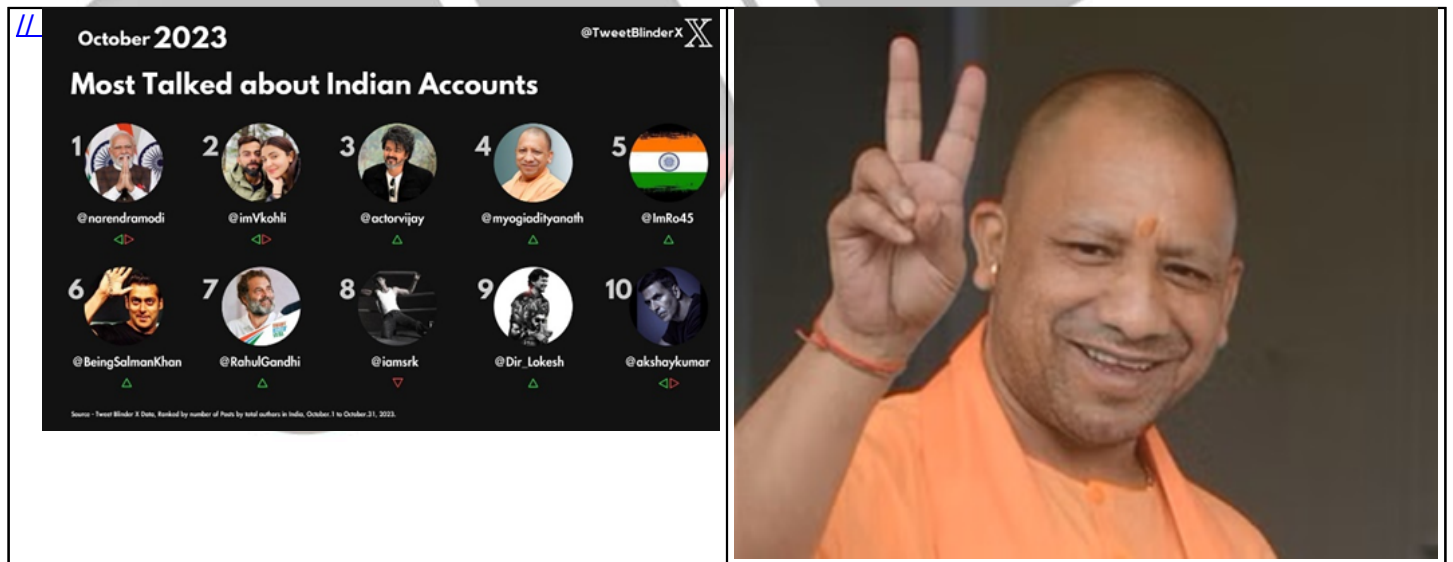 //
October 2023
@TweetBlinderX X
Most Talked about Indian Accounts
1 2 3 4 5
@narendramodi @imVkohli @actorvijay @myogiadityanath @ImRo45
6 7 8 9 10
@BeingSalmanKhan @RahulGandhi @iamsrk @Dir_Lokesh @akshaykumar
Source - Tweet Blinder X Data, Ranked by number of Posts by total authors in India, October.1 to October.31, 2023.